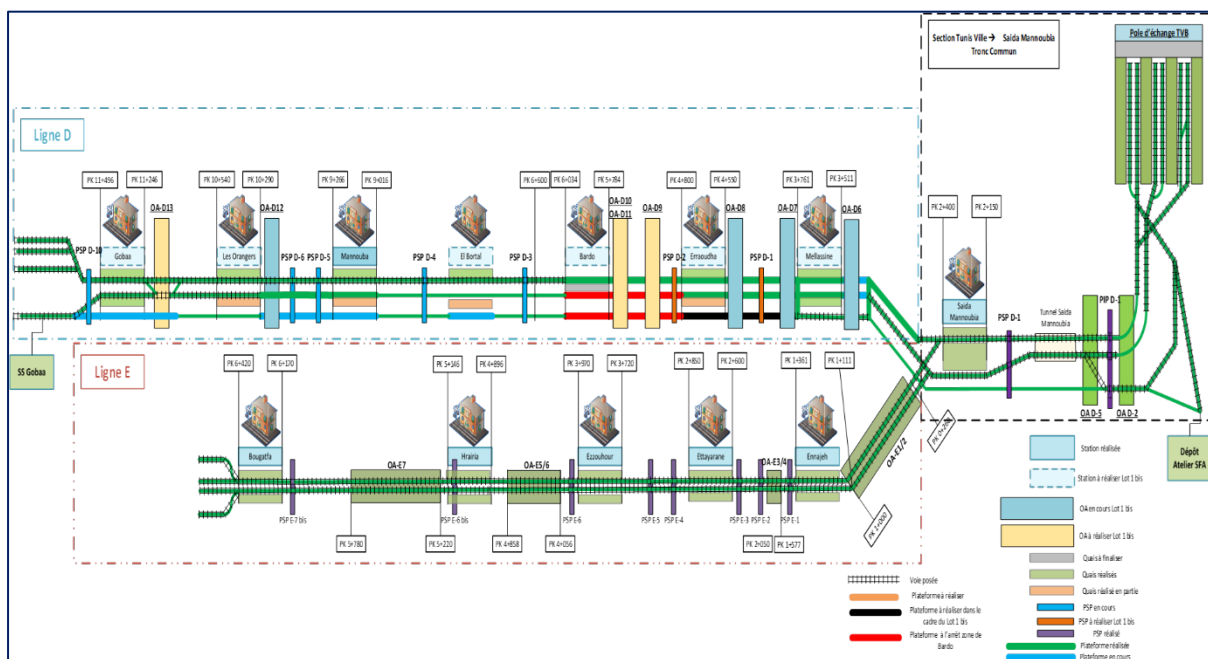 Section Tunis Ville → Saida Mannoubia
Tronc Commun
Pole d'échange TVB
Ligne D
PK 11+496
PK 11+246
PK 10+540
PK 10+290
PK 9+266
PK 9+016
PK 6+600
PK 6+034
PK 5+784
PK 4+800
PK 4+550
PK 3+761
PK 3+511
PK 2+400
PK 2+150
OA-D13
OA-D12
OA-D10
OA-D11
OA-D9
OA-D8
OA-D7
OA-D6
PSP D-10
Gobaa
Les Orangers
PSP D-6
PSP D-5
Mannouba
PSP D-4
El Bortal
PSP D-3
Bardo
PSP D-2
Erraoudha
PSP D-1
Mellassine
Saida
Mannoubia
PSP D-1
Tunnel Saida
Mannoubia
PIP D-1
OA D-5
OA D-2
SS Gobaa
Dépôt
Atelier SFA
Ligne E
PK 6+420
PK 6+170
PK 5+146
PK 4+896
PK 3+970
PK 3+720
PK 2+850
PK 2+600
PK 1+361
PK 1+111
Bougatfa
Hrairia
Ezzouhour
Ettayarane
Ennajeh
OA-E7
OA-E5/6
OA-E3/4
OA-E1/2
PSP E-7 bis
PSP E-6 bis
PSP E-6
PSP E-5
PSP E-4
PSP E-3
PSP E-2
PSP E-1
PK 5+780
PK 5+220
PK 4+858
PK 4+056
PK 2+050
PK 1+577
PK 1+000
Station réalisée
Station à réaliser Lot 1 bis
OA en cours Lot 1 bis
OA à réaliser Lot 1 bis
Quais à finaliser
Quais réalisés
Quais réalisé en partie
PSP en cours
PSP à réaliser Lot 1 bis
PSP réalisé
Plateforme réalisée
Plateforme en cours
Voie posée
Plateforme à réaliser
Plateforme à réaliser dans le
cadre du Lot 1 bis
Plateforme à l'arrêt zone de
Bardo